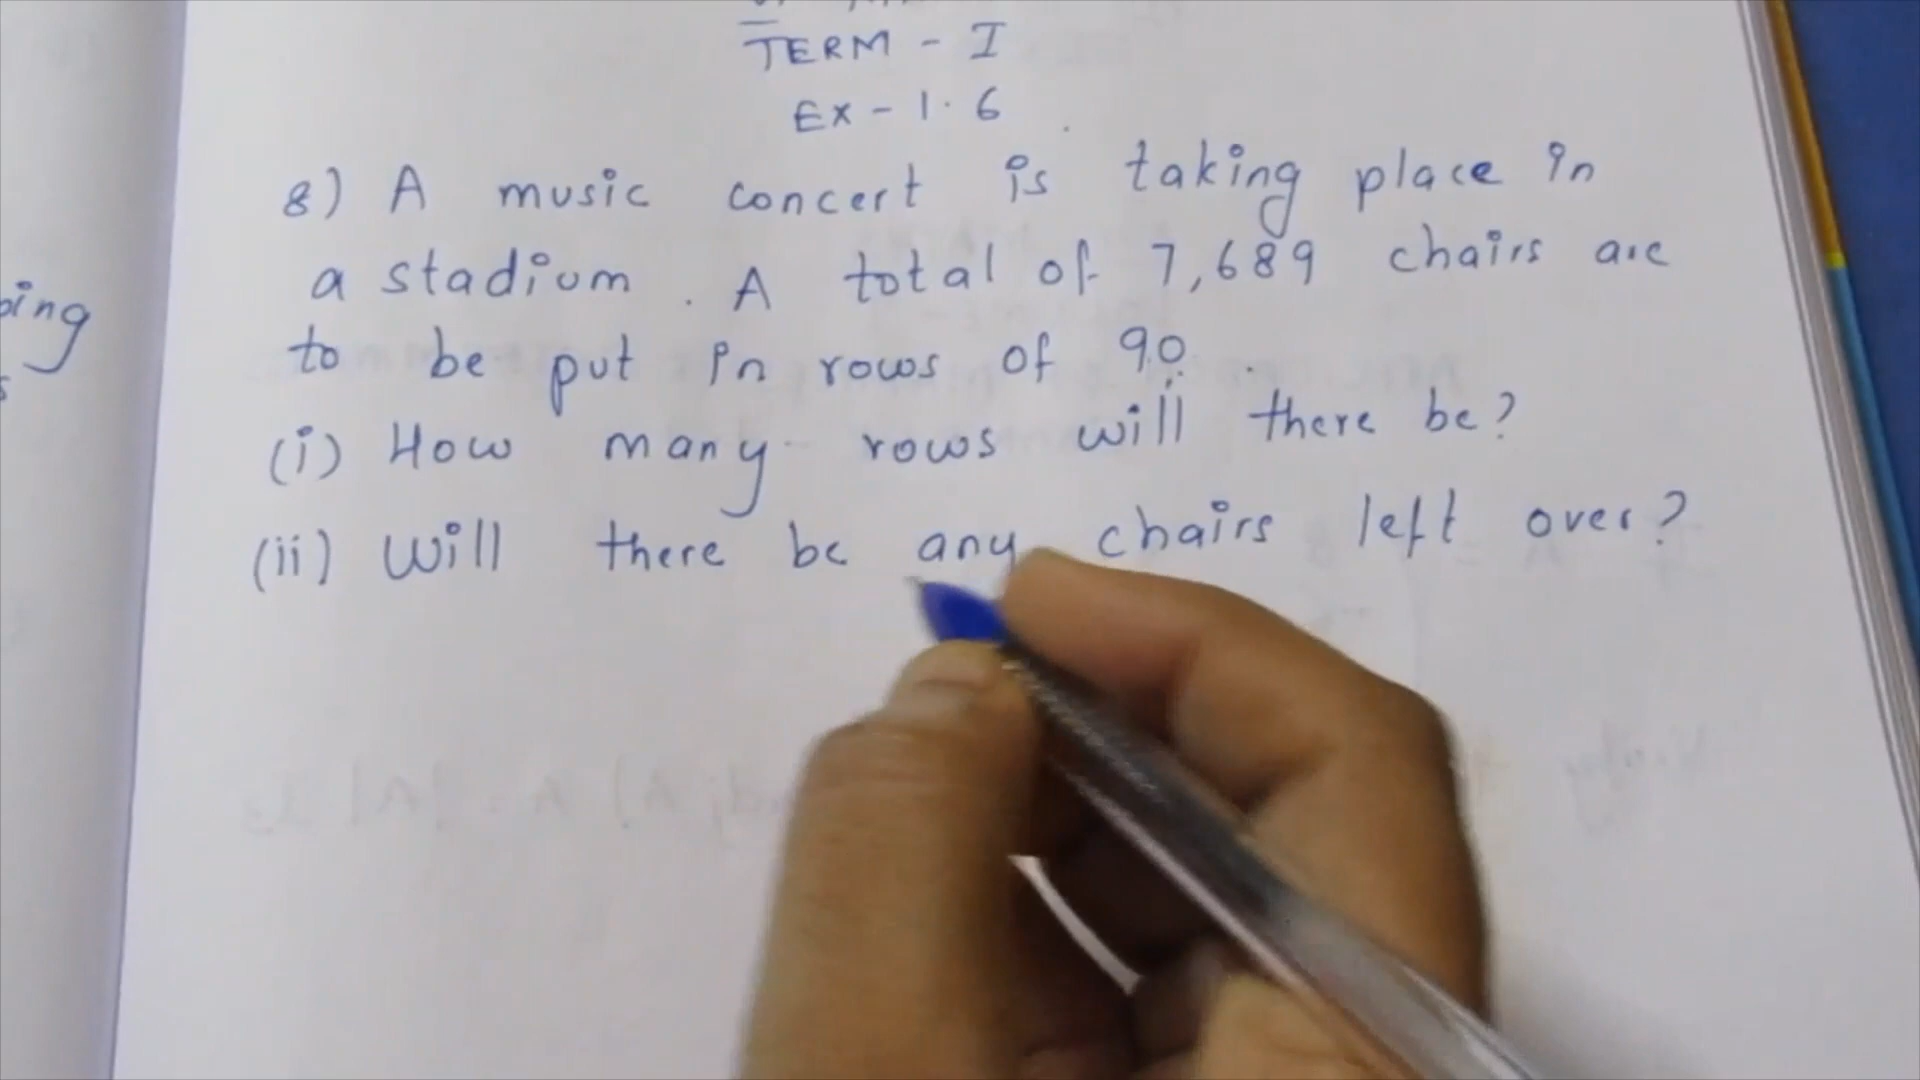 TERM - I
Ex - 1.6
8) A music concert is taking place in
a stadium. A total of 7,689 chairs are
to be put in rows of 90.
(i) How many rows will there be?
(ii) Will there be any chairs left over?